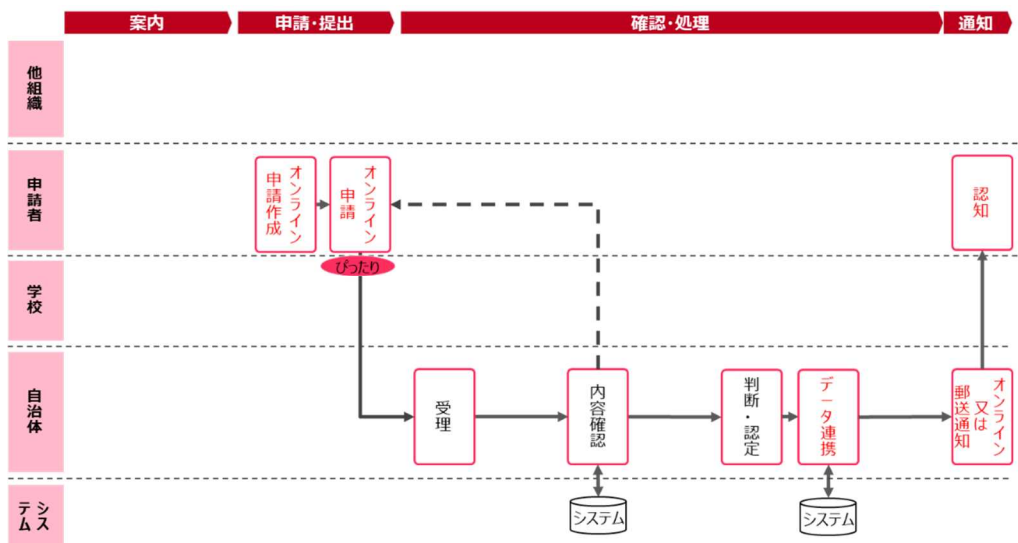 案内
申請・提出
確認・処理
通知
他組織
申請者
オンライン
申請作成
オンライン
申請
認知
ぴったり
学校
自治体
受理
内容確認
判断・認定
データ連携
オンライン
又は
郵送通知
シス
テム
システム
システム